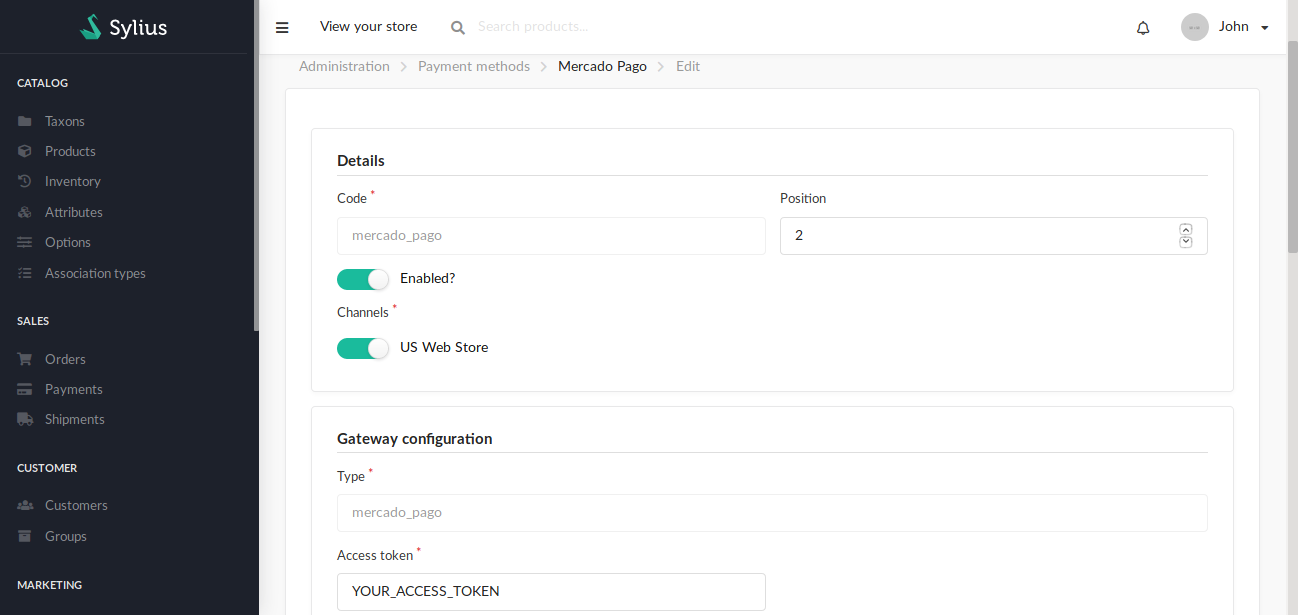 Sylius
View your store
Search products...
John
CATALOG
Taxons
Products
Inventory
Attributes
Options
Association types
SALES
Orders
Payments
Shipments
CUSTOMER
Customers
Groups
MARKETING
Administration > Payment methods > Mercado Pago > Edit
Details
Code *
Position
mercado_pago
2
Enabled?
Channels *
US Web Store
Gateway configuration
Type *
mercado_pago
Access token *
YOUR_ACCESS_TOKEN